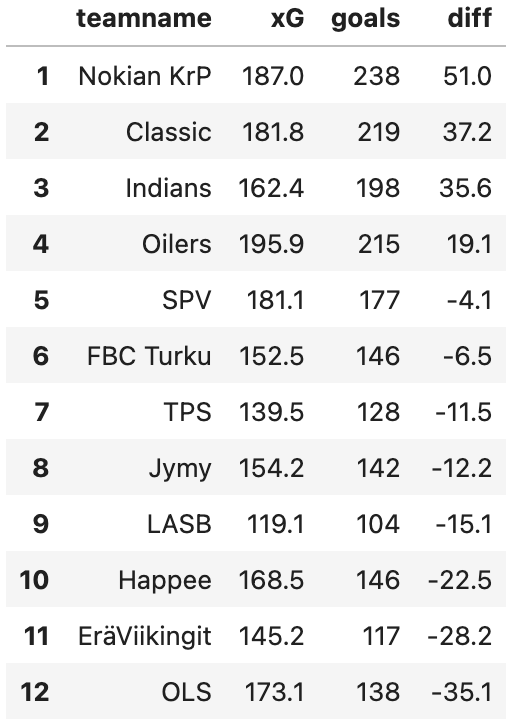 teamname xG goals diff
1 Nokian KrP 187.0 238 51.0
2 Classic 181.8 219 37.2
3 Indians 162.4 198 35.6
4 Oilers 195.9 215 19.1
5 SPV 181.1 177 -4.1
6 FBC Turku 152.5 146 -6.5
7 TPS 139.5 128 -11.5
8 Jymy 154.2 142 -12.2
9 LASB 119.1 104 -15.1
10 Happee 168.5 146 -22.5
11 EräViikingit 145.2 117 -28.2
12 OLS 173.1 138 -35.1